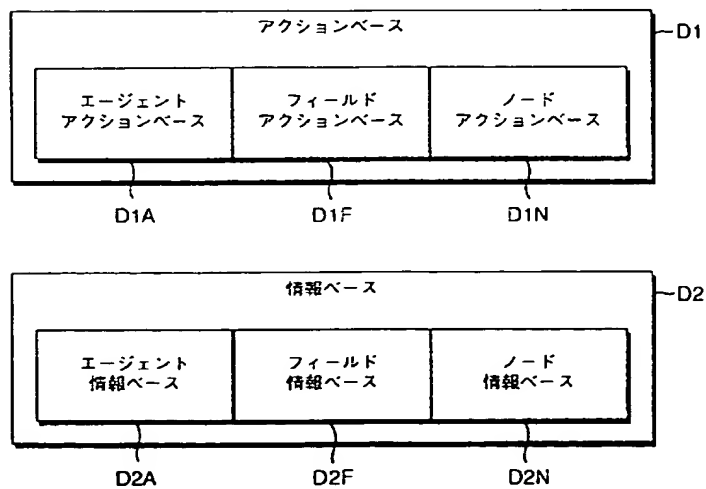 アクションベース
D1
エージェント
アクションベース
フィールド
アクションベース
ノード
アクションベース
D1A
D1F
D1N
情報ベース
D2
エージェント
情報ベース
フィールド
情報ベース
ノード
情報ベース
D2A
D2F
D2N